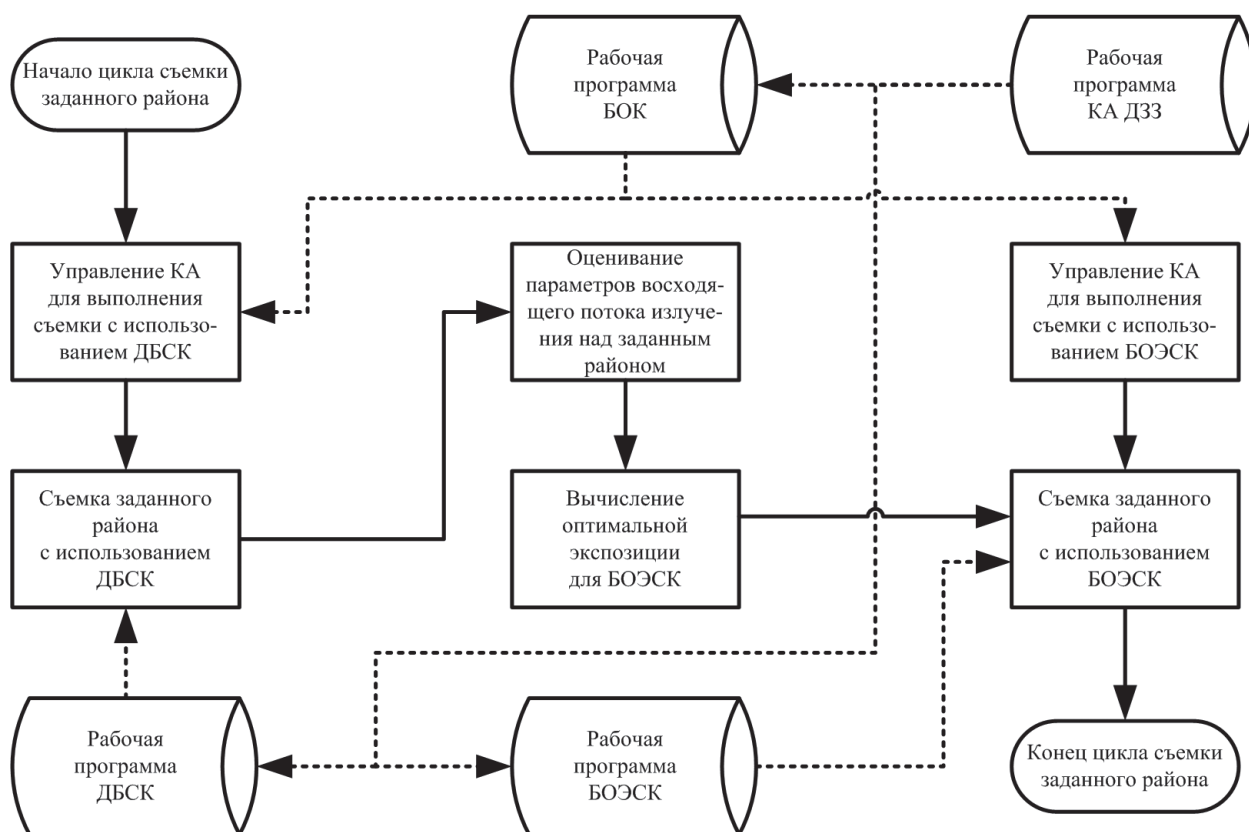 Начало цикла съемки
заданного района
Рабочая
программа
БОК
Рабочая
программа
КА ДЗЗ
Управление КА
для выполнения
съемки с использо-
ванием ДБСК
Оценивание
параметров восходя-
щего потока излуче-
ния над заданным
районом
Управление КА
для выполнения
съемки с использо-
ванием БОЭСК
Съемка заданного
района
с использованием
ДБСК
Вычисление
оптимальной
экспозиции
для БОЭСК
Съемка заданного
района
с использованием
БОЭСК
Рабочая
программа
ДБСК
Рабочая
программа
БОЭСК
Конец цикла съемки
заданного района